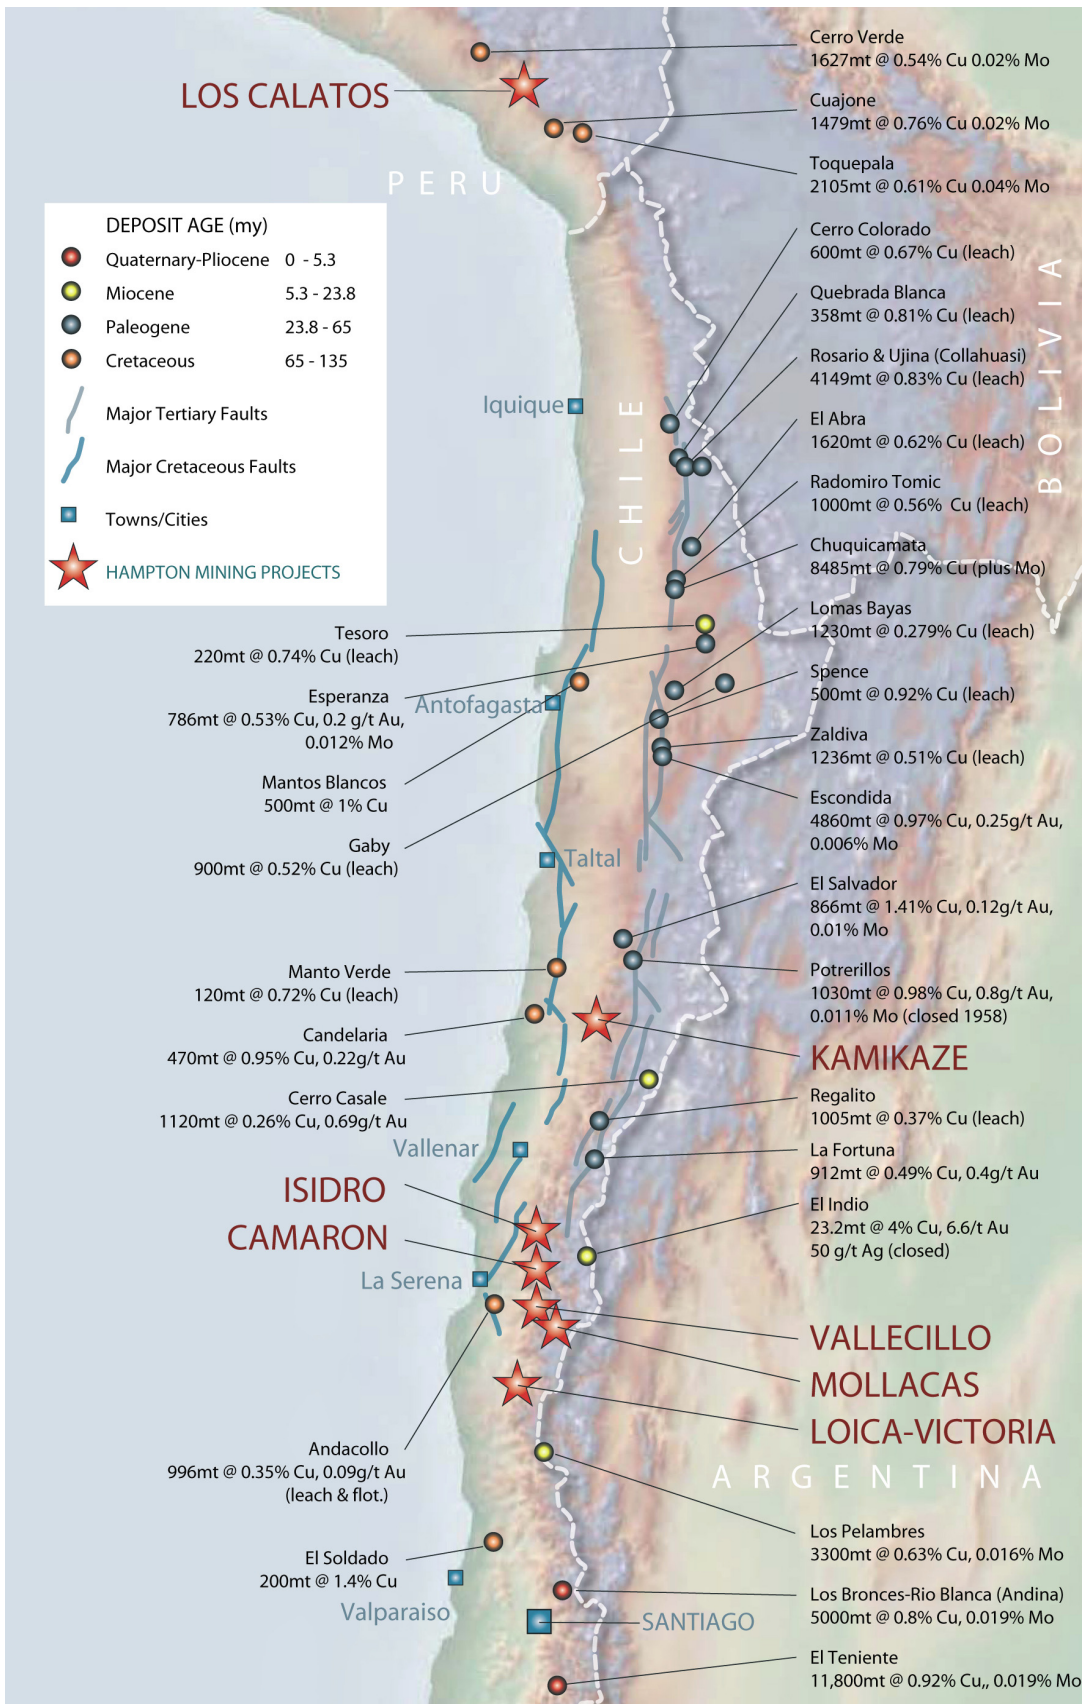 Cerro Verde
1627mt @ 0.54% Cu 0.02% Mo
LOS CALATOS
Cuajone
1479mt @ 0.76% Cu 0.02% Mo
Toquepala
2105mt @ 0.61% Cu 0.04% Mo
PERU
DEPOSIT AGE (my)
Quaternary-Pliocene 0 - 5.3
Miocene 5.3 - 23.8
Paleogene 23.8 - 65
Cretaceous 65 - 135
Major Tertiary Faults
Major Cretaceous Faults
Towns/Cities
HAMPTON MINING PROJECTS
Cerro Colorado
600mt @ 0.67% Cu (leach)
Quebrada Blanca
358mt @ 0.81% Cu (leach)
Rosario & Ujina (Collahuasi)
4149mt @ 0.83% Cu (leach)
El Abra
1620mt @ 0.62% Cu (leach)
Radomiro Tomic
1000mt @ 0.56% Cu (leach)
Chuquicamata
8485mt @ 0.79% Cu (plus Mo)
Lomas Bayas
1230mt @ 0.279% Cu (leach)
Spence
500mt @ 0.92% Cu (leach)
Zaldiva
1236mt @ 0.51% Cu (leach)
Escondida
4860mt @ 0.97% Cu, 0.25g/t Au,
0.006% Mo
El Salvador
866mt @ 1.41% Cu, 0.12g/t Au,
0.01% Mo
Potrerillos
1030mt @ 0.98% Cu, 0.8g/t Au,
0.011% Mo (closed 1958)
KAMIKAZE
Regalito
1005mt @ 0.37% Cu (leach)
La Fortuna
912mt @ 0.49% Cu, 0.4g/t Au
El Indio
23.2mt @ 4% Cu, 6.6/t Au
50 g/t Ag (closed)
VALLECILLO
MOLLACAS
LOICA-VICTORIA
ARGENTINA
Los Pelambres
3300mt @ 0.63% Cu, 0.016% Mo
Los Bronces-Rio Blanca (Andina)
5000mt @ 0.8% Cu, 0.019% Mo
SANTIAGO
El Teniente
11,800mt @ 0.92% Cu,, 0.019% Mo
BOLIVIA
CHILE
Iquique
Tesoro
220mt @ 0.74% Cu (leach)
Esperanza
786mt @ 0.53% Cu, 0.2 g/t Au,
0.012% Mo
Antofagasta
Mantos Blancos
500mt @ 1% Cu
Gaby
900mt @ 0.52% Cu (leach)
Taltal
Manto Verde
120mt @ 0.72% Cu (leach)
Candelaria
470mt @ 0.95% Cu, 0.22g/t Au
Cerro Casale
1120mt @ 0.26% Cu, 0.69g/t Au
Vallenar
ISIDRO
CAMARON
La Serena
Andacollo
996mt @ 0.35% Cu, 0.09g/t Au
(leach & flot.)
El Soldado
200mt @ 1.4% Cu
Valparaiso